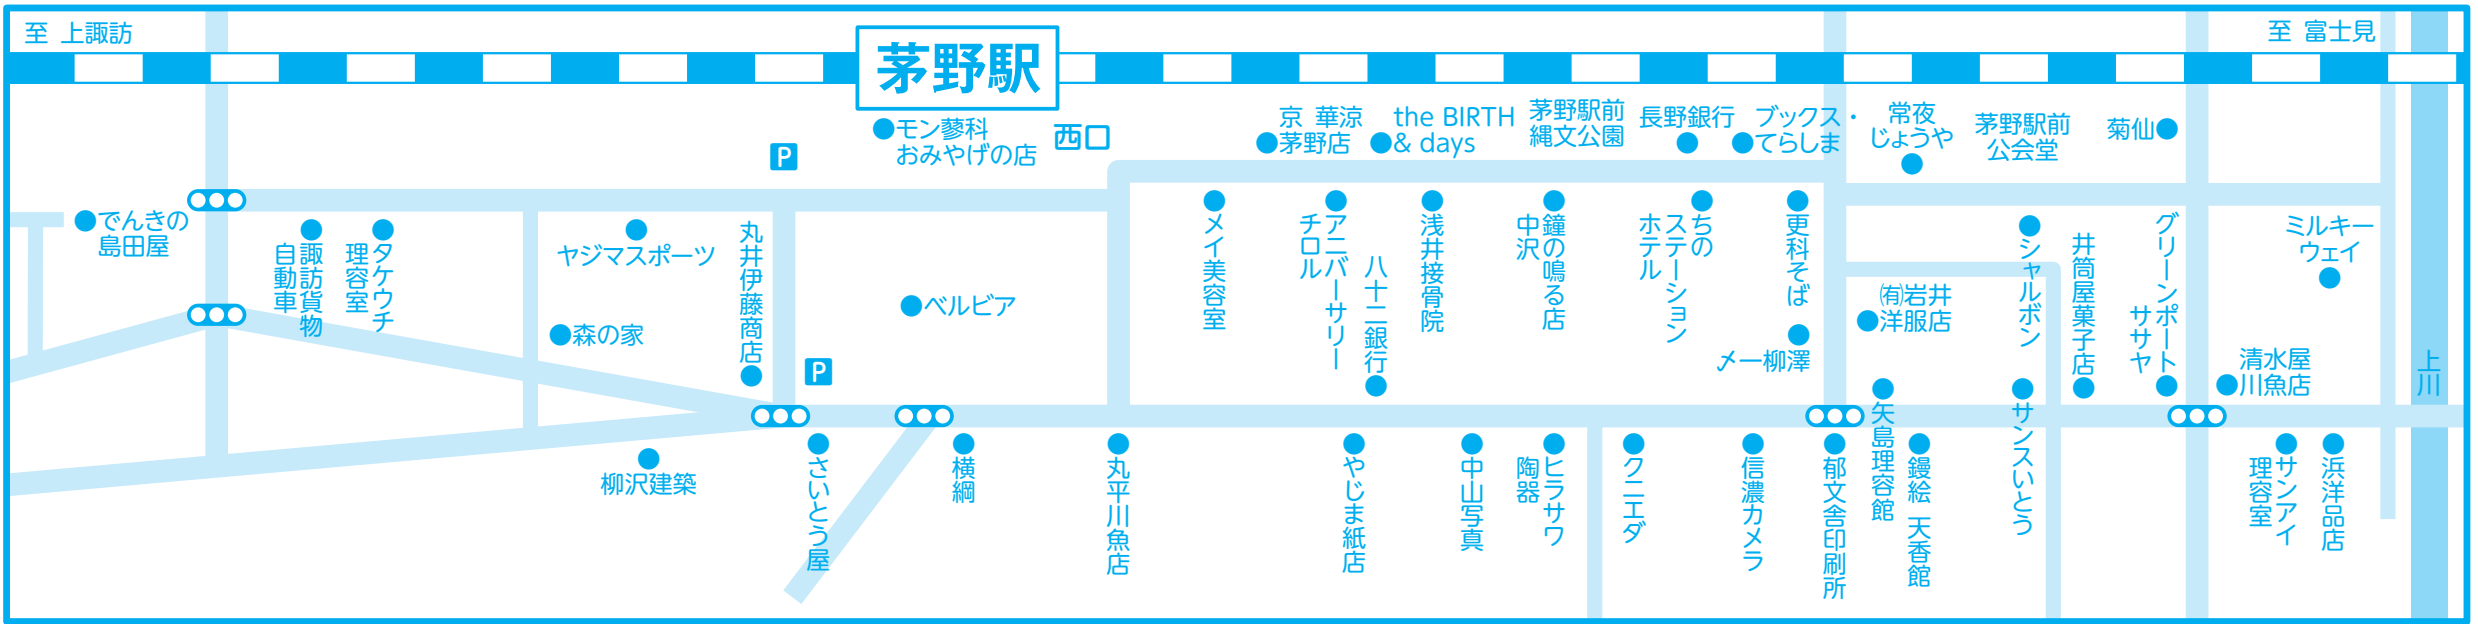 至 上諏訪
茅野駅
至 富士見
モン蓼科
おみやげの店
西口
P
京 華涼
茅野店
the BIRTH
& days
茅野駅前
縄文公園
長野銀行
ブックス・
てらしま
常夜
じょうや
茅野駅前
公会堂
菊仙
でんきの
島田屋
諏訪貨物
自動車
タケウチ
理容室
ヤジマスポーツ
森の家
丸井伊藤商店
P
ベルビア
メイ美容室
アニバーサリー
チロル
八十二銀行
浅井接骨院
鐘の鳴る店
中沢
ちの
ステーション
ホテル
更科そば
〆一柳澤
㈲岩井
洋服店
シャルボン
井筒屋菓子店
グリーンポート
ササヤ
ミルキー
ウェイ
清水屋
川魚店
上川
柳沢建築
さいとう屋
横綱
丸平川魚店
やじま紙店
中山写真
ヒラサワ
陶器
クニエダ
信濃カメラ
郁文舎印刷所
矢島理容館
鏝絵 天香館
サンスいとう
サンアイ
理容室
浜洋品店